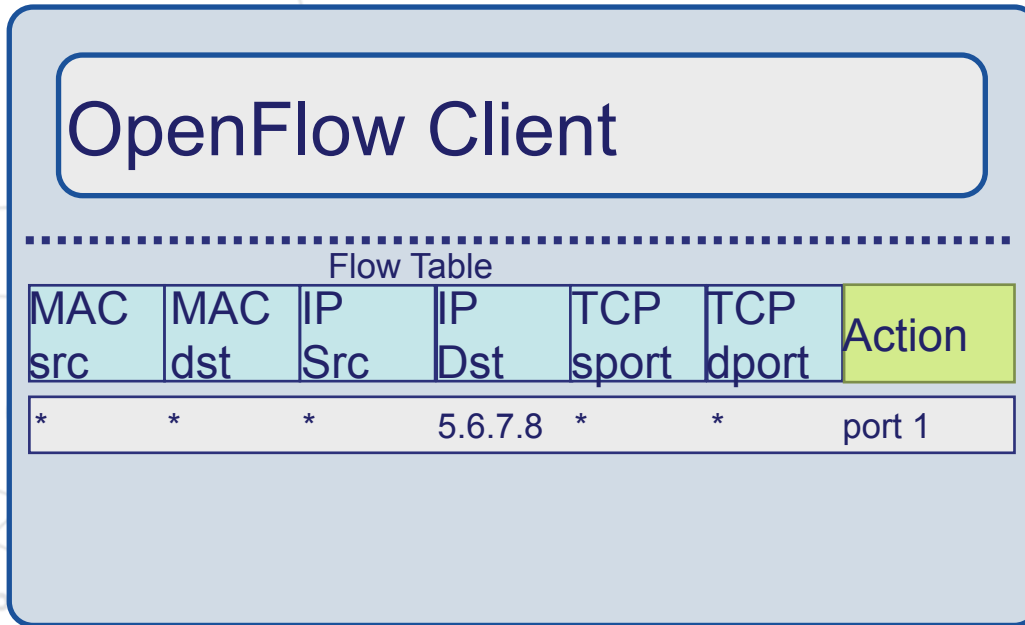 OpenFlow Client
Flow Table
MAC src MAC dst IP Src IP Dst TCP sport TCP dport Action
* * * 5.6.7.8 * * port 1